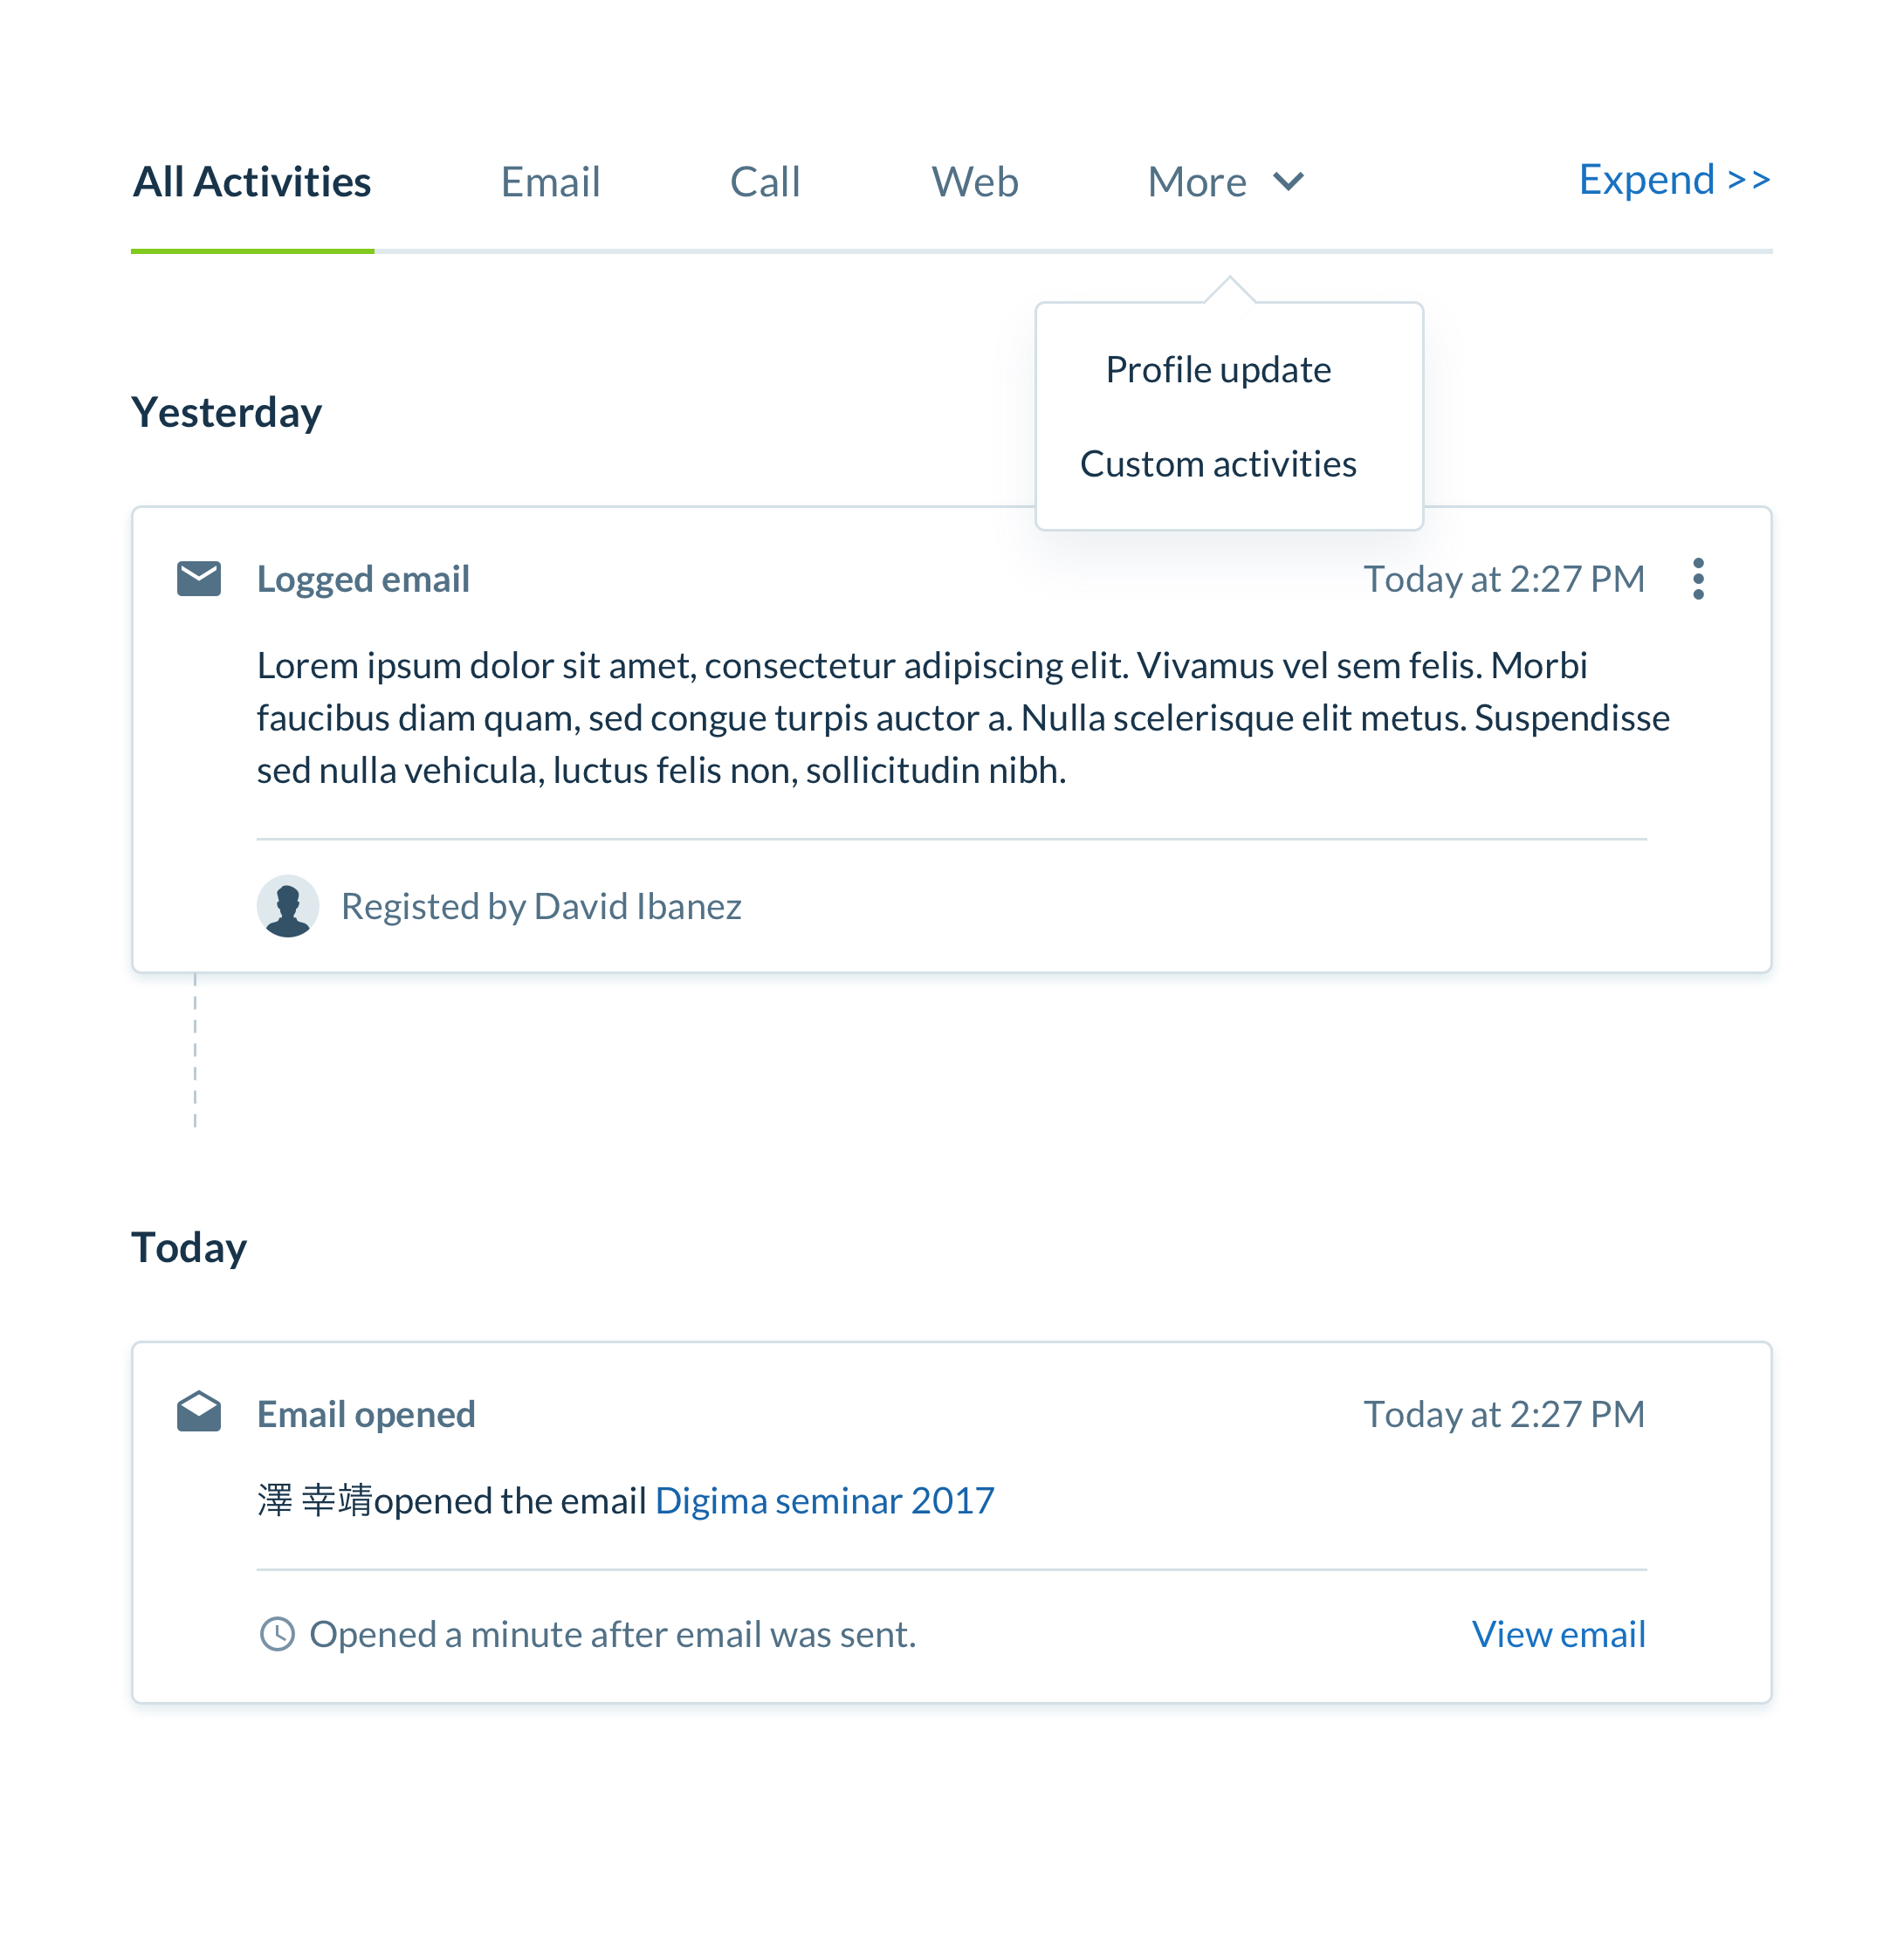 All Activities Email Call Web More Expend >>
Profile update
Custom activities
Yesterday
Logged email Today at 2:27 PM
Lorem ipsum dolor sit amet, consectetur adipiscing elit. Vivamus vel sem felis. Morbi
faucibus diam quam, sed congue turpis auctor a. Nulla scelerisque elit metus. Suspendisse
sed nulla vehicula, luctus felis non, sollicitudin nibh.
Registed by David Ibanez
Today
Email opened Today at 2:27 PM
澤 幸靖opened the email Digima seminar 2017
Opened a minute after email was sent. View email